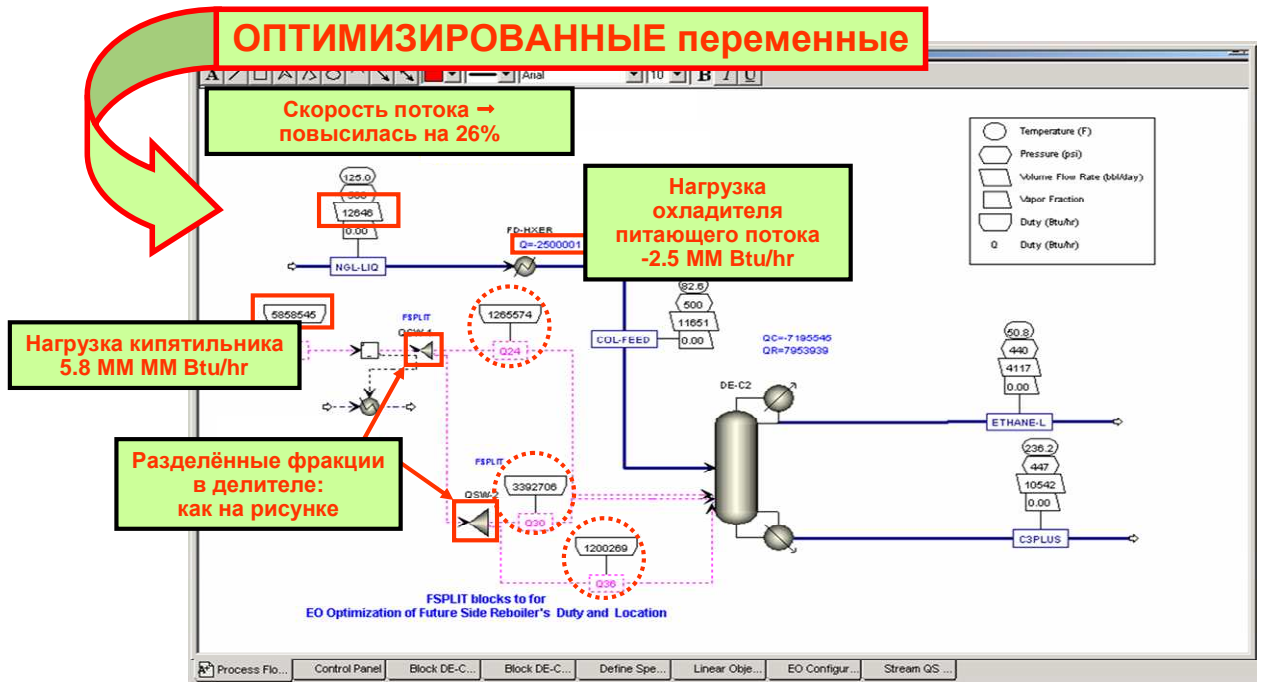 ОПТИМИЗИРОВАННЫЕ переменные
A Arial 10 B I U
Скорость потока →
повысилась на 26%
Temperature (F)
Pressure (psi)
Volume Flow Rate (bbl/day)
Vapor Fraction
Duty (Btu/hr)
Q Duty (Btu/hr)
125.0
500
12646
0.00
NGL-LIQ
FD-HXER
Q=-2500001
Нагрузка
охладителя
питающего потока
-2.5 MM Btu/hr
82.6
500
11651
0.00
COL-FEED
QC=-7195545
QR=7953939
50.8
440
4117
0.00
ETHANE-L
DE-C2
236.2
447
10542
0.00
C3PLUS
5858545
FSPLIT
QSW-1
1265574
Q24
Нагрузка кипятильника
5.8 MM MM Btu/hr
Разделённые фракции
в делителе:
как на рисунке
FSPLIT
QSW-2
3392706
Q30
1200269
Q36
FSPLIT blocks to for
EO Optimization of Future Side Reboiler's Duty and Location
Process Flo... Control Panel Block DE-C... Block DE-C... Define Spe... Linear Obje... EO Configur... Stream QS ...